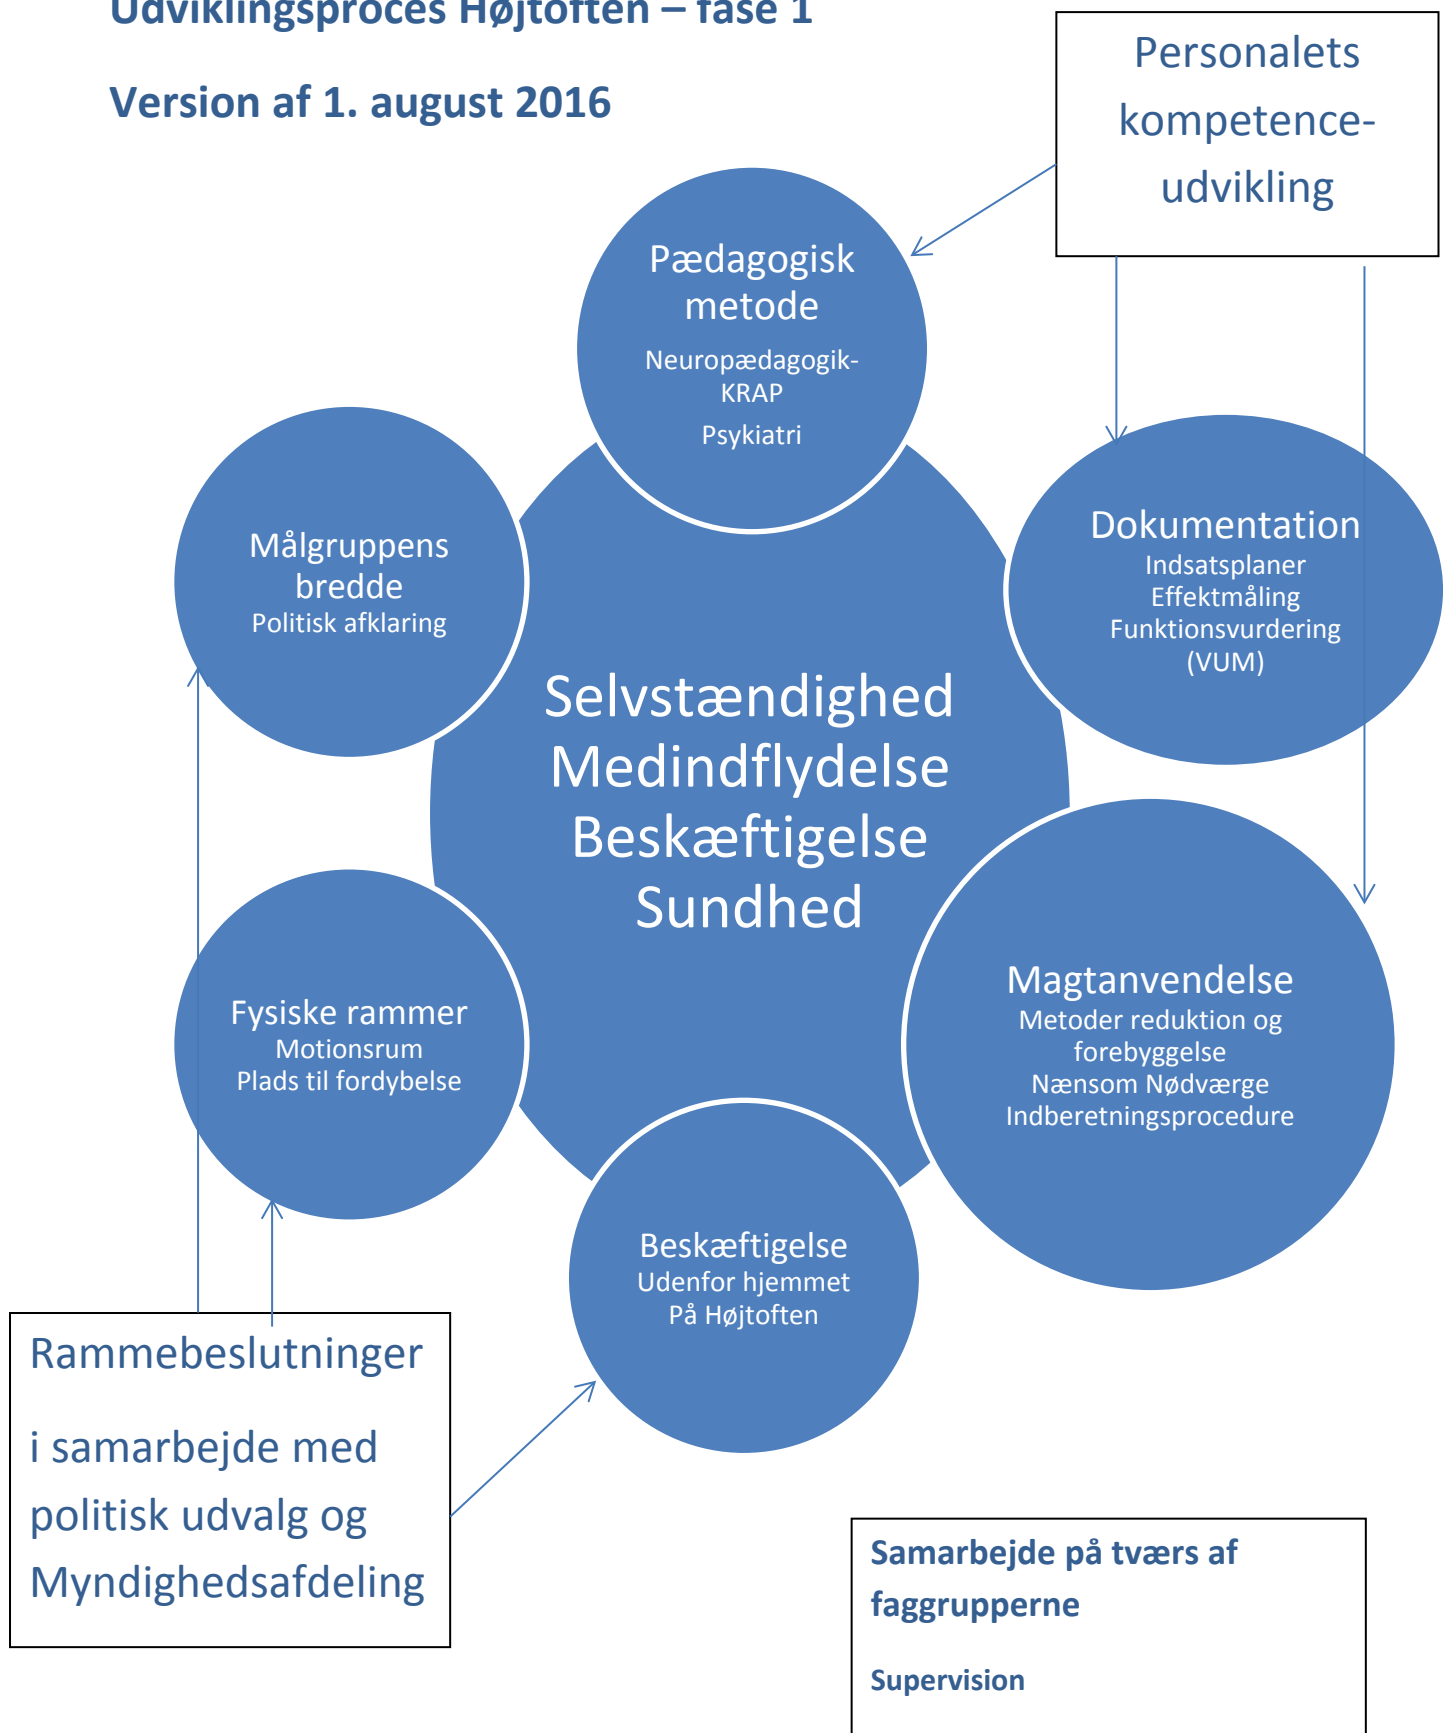 Udviklingsproces Højtoften – fase 1
Version af 1. august 2016
Personalets
kompetence-
udvikling
Pædagogisk
metode
Neuropædagogik-
KRAP
Psykiatri
Målgruppens
bredde
Politisk afklaring
Dokumentation
Indsatsplaner
Effektmåling
Funktionsvurdering
(VUM)
Selvstændighed
Medindflydelse
Beskæftigelse
Sundhed
Fysiske rammer
Motionsrum
Plads til fordybelse
Magtanvendelse
Metoder reduktion og
forebyggelse
Nænsom Nødværge
Indberetningsprocedure
Beskæftigelse
Udenfor hjemmet
På Højtoften
Rammebeslutninger
i samarbejde med
politisk udvalg og
Myndighedsafdeling
Samarbejde på tværs af
faggrupperne
Supervision